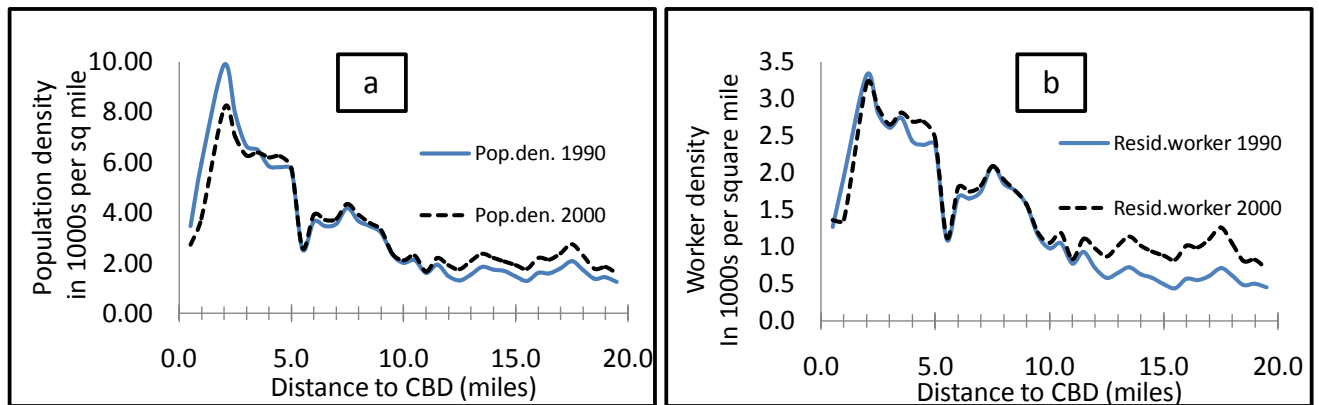 Population density
in 1000s per sq mile
10.00
8.00
6.00
4.00
2.00
0.00
a
Pop.den. 1990
Pop.den. 2000
0.0 5.0 10.0 15.0 20.0
Distance to CBD (miles)
Worker density
In 1000s per square mile
3.5
3.0
2.5
2.0
1.5
1.0
0.5
0.0
b
Resid.worker 1990
Resid.worker 2000
0.0 5.0 10.0 15.0 20.0
Distance to CBD (miles)